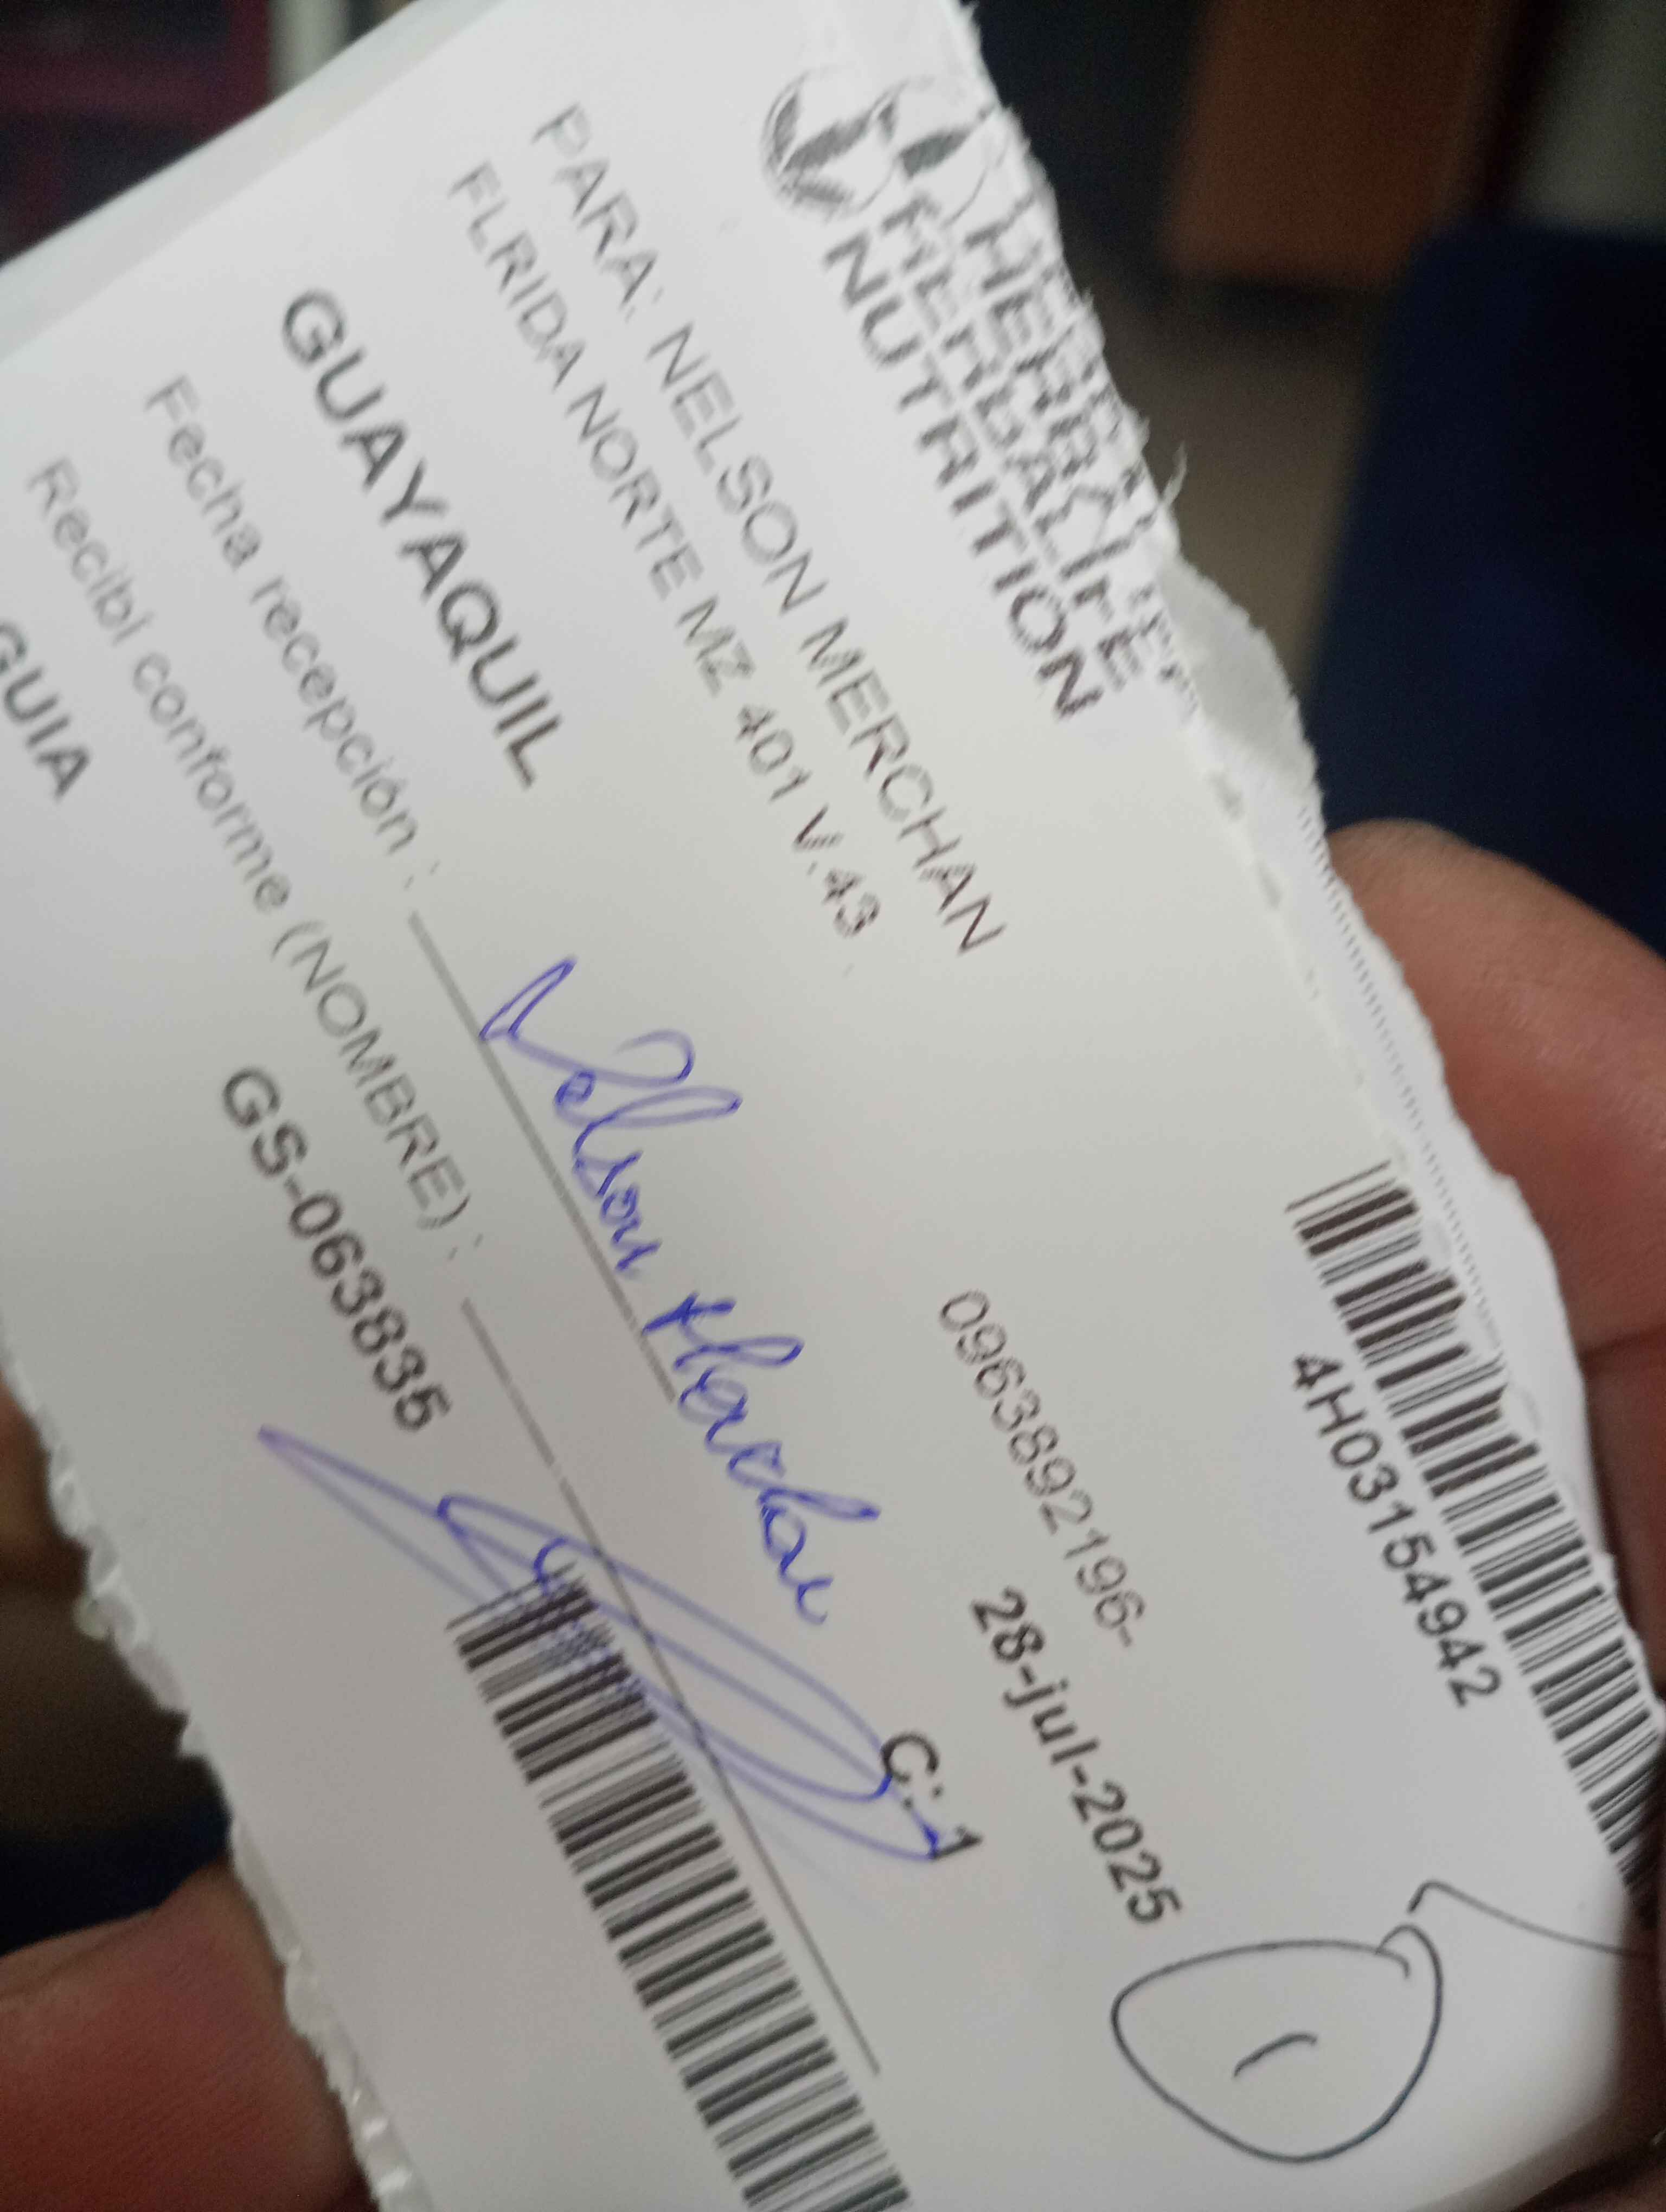 HERBALIFE
NUTRITION
4H03154942
PARA: NELSON MERCHAN
0963892196-
FLRIDA NORTE MZ 401 V.43
28-jul-2025
GUAYAQUIL
C:1
1
Fecha recepción :
Nelson Merchan
Recibí conforme (NOMBRE) :
GUIA
GS-063835